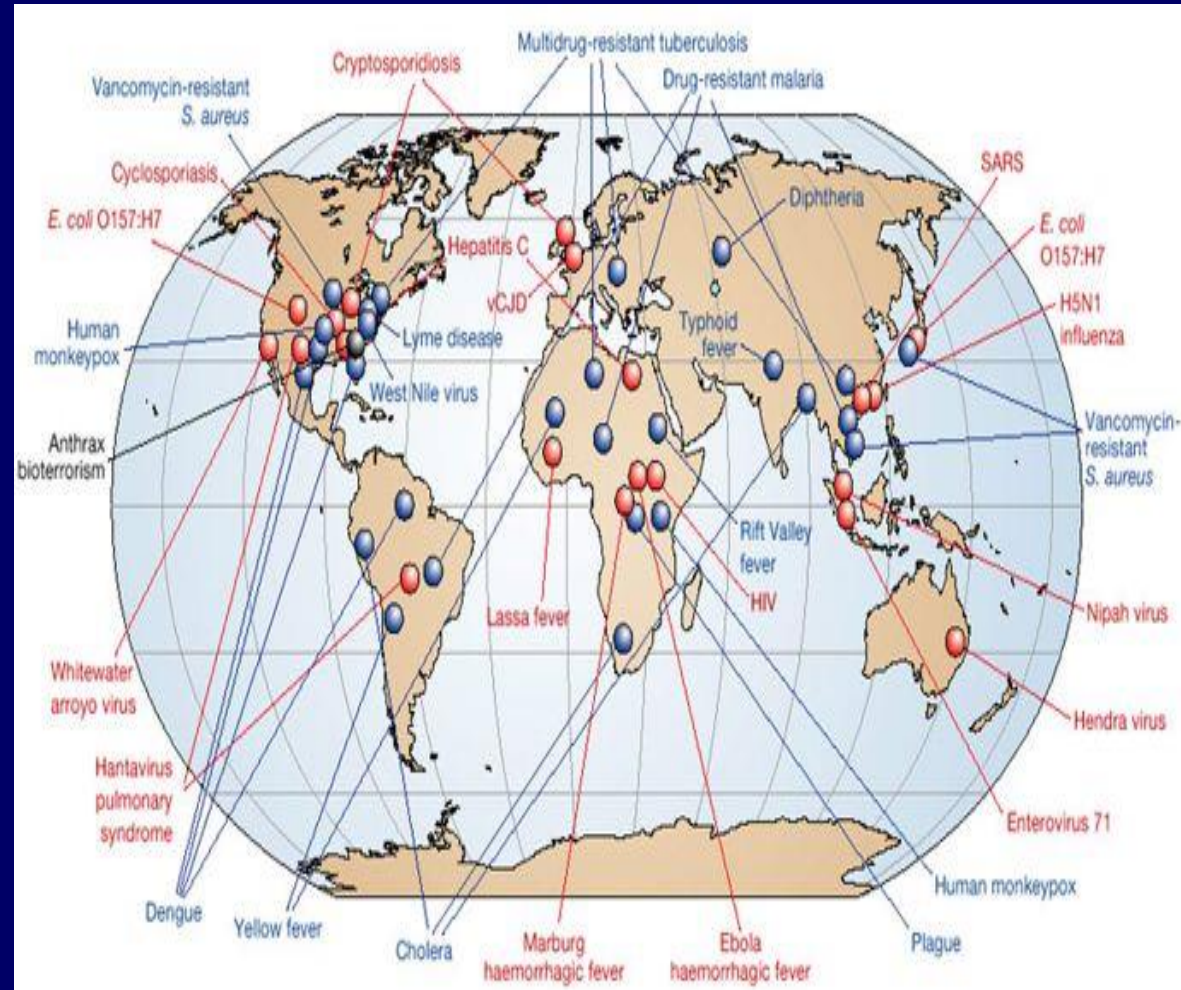 Multidrug-resistant tuberculosis
Cryptosporidiosis
Drug-resistant malaria
Vancomycin-resistant
S. aureus
Cyclosporiasis
SARS
E. coli O157:H7
Diphtheria
E. coli
O157:H7
Hepatitis C
vCJD
H5N1
influenza
Human
monkeypox
Lyme disease
Typhoid
fever
West Nile virus
Anthrax
bioterrorism
Vancomycin-
resistant
S. aureus
Rift Valley
fever
HIV
Lassa fever
Nipah virus
Whitewater
arroyo virus
Hendra virus
Hantavirus
pulmonary
syndrome
Enterovirus 71
Human monkeypox
Dengue
Yellow fever
Cholera
Marburg
haemorrhagic fever
Ebola
haemorrhagic fever
Plague